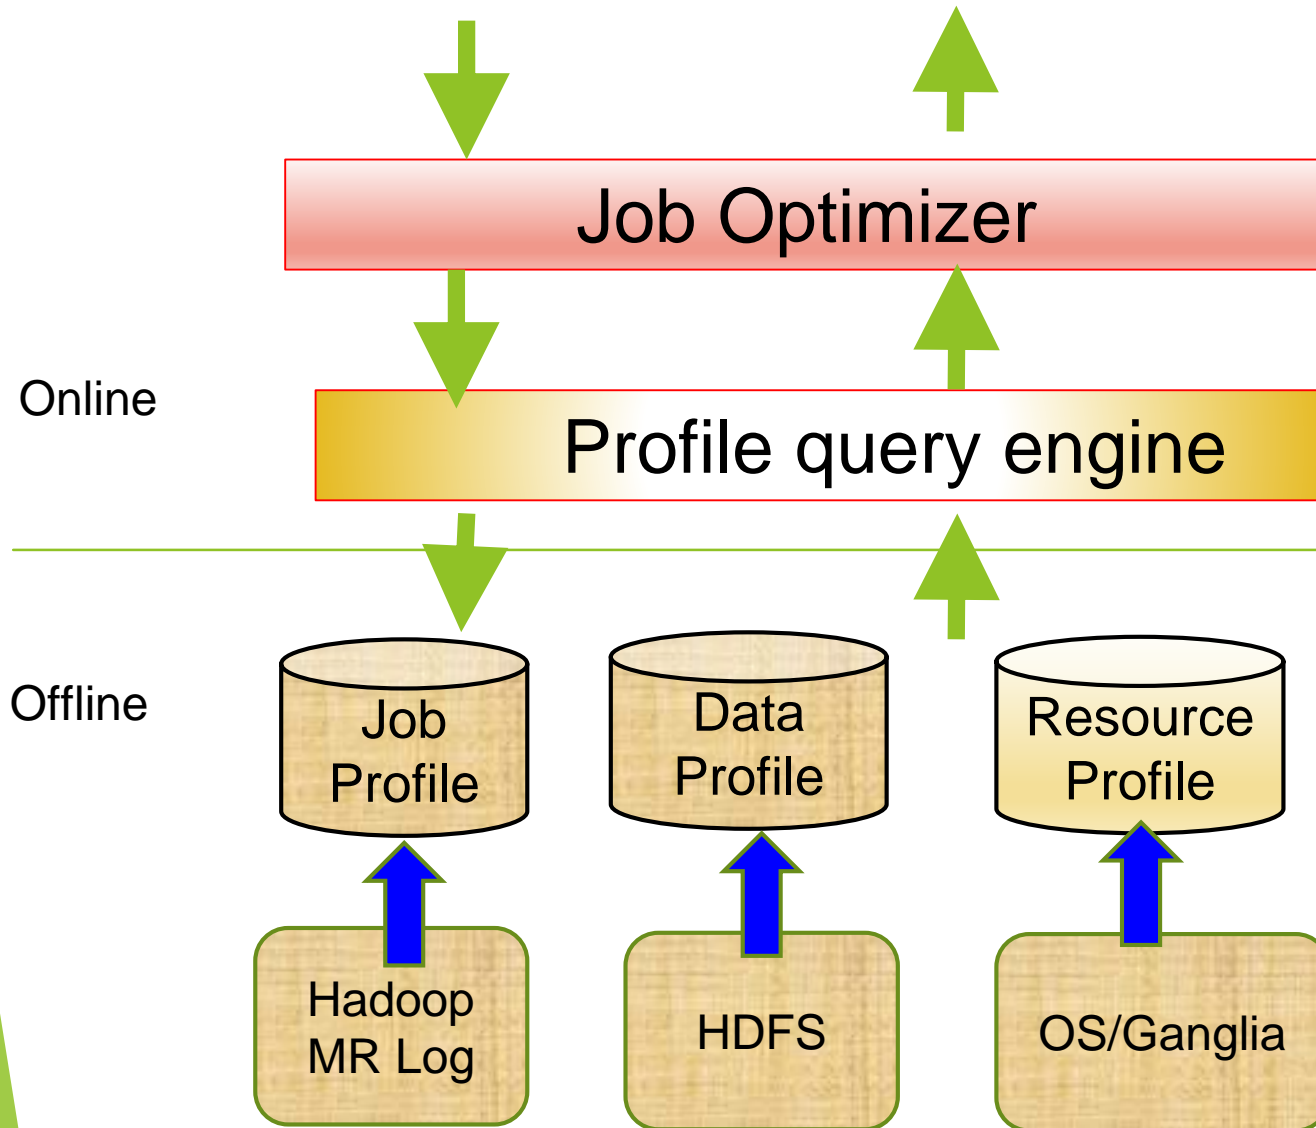 Job Optimizer
Online
Profile query engine
Offline
Job
Profile
Data
Profile
Resource
Profile
Hadoop
MR Log
HDFS
OS/Ganglia